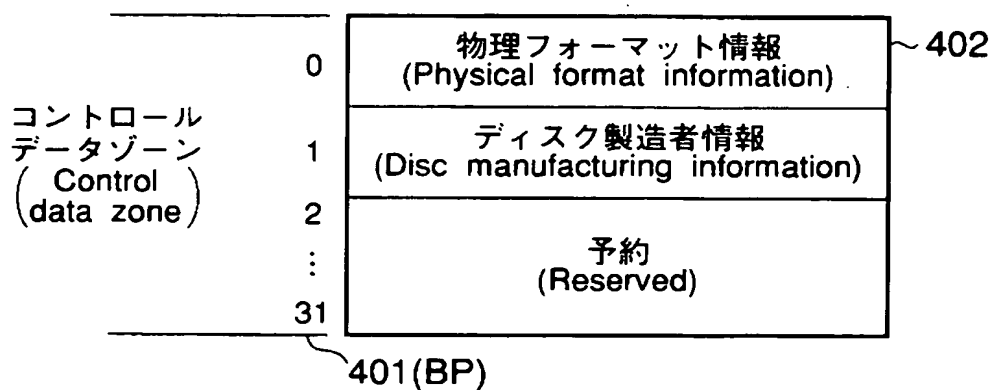 コントロール
データゾーン
(Control
data zone)
0
物理フォーマット情報
(Physical format information)
402
1
ディスク製造者情報
(Disc manufacturing information)
2
⋮
31
予約
(Reserved)
401(BP)